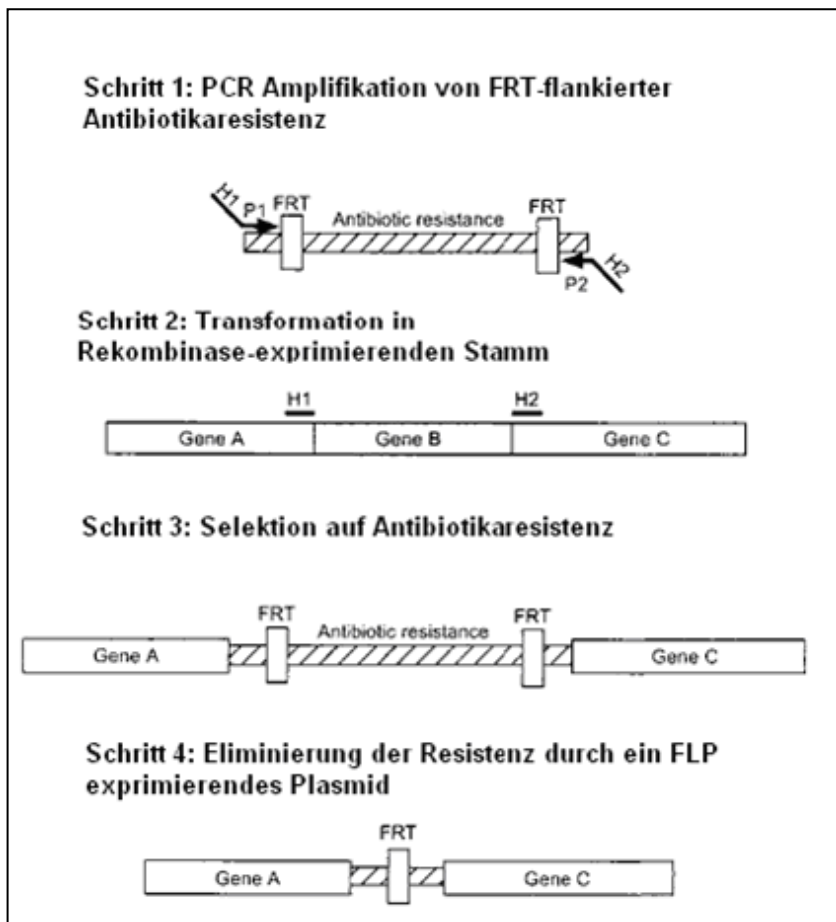 Schritt 1: PCR Amplifikation von FRT-flankierter
Antibiotikaresistenz
H1
P1
FRT
Antibiotic resistance
FRT
P2
H2
Schritt 2: Transformation in
Rekombinase-exprimierenden Stamm
H1
H2
Gene A
Gene B
Gene C
Schritt 3: Selektion auf Antibiotikaresistenz
FRT
Antibiotic resistance
FRT
Gene A
Gene C
Schritt 4: Eliminierung der Resistenz durch ein FLP
exprimierendes Plasmid
FRT
Gene A
Gene C